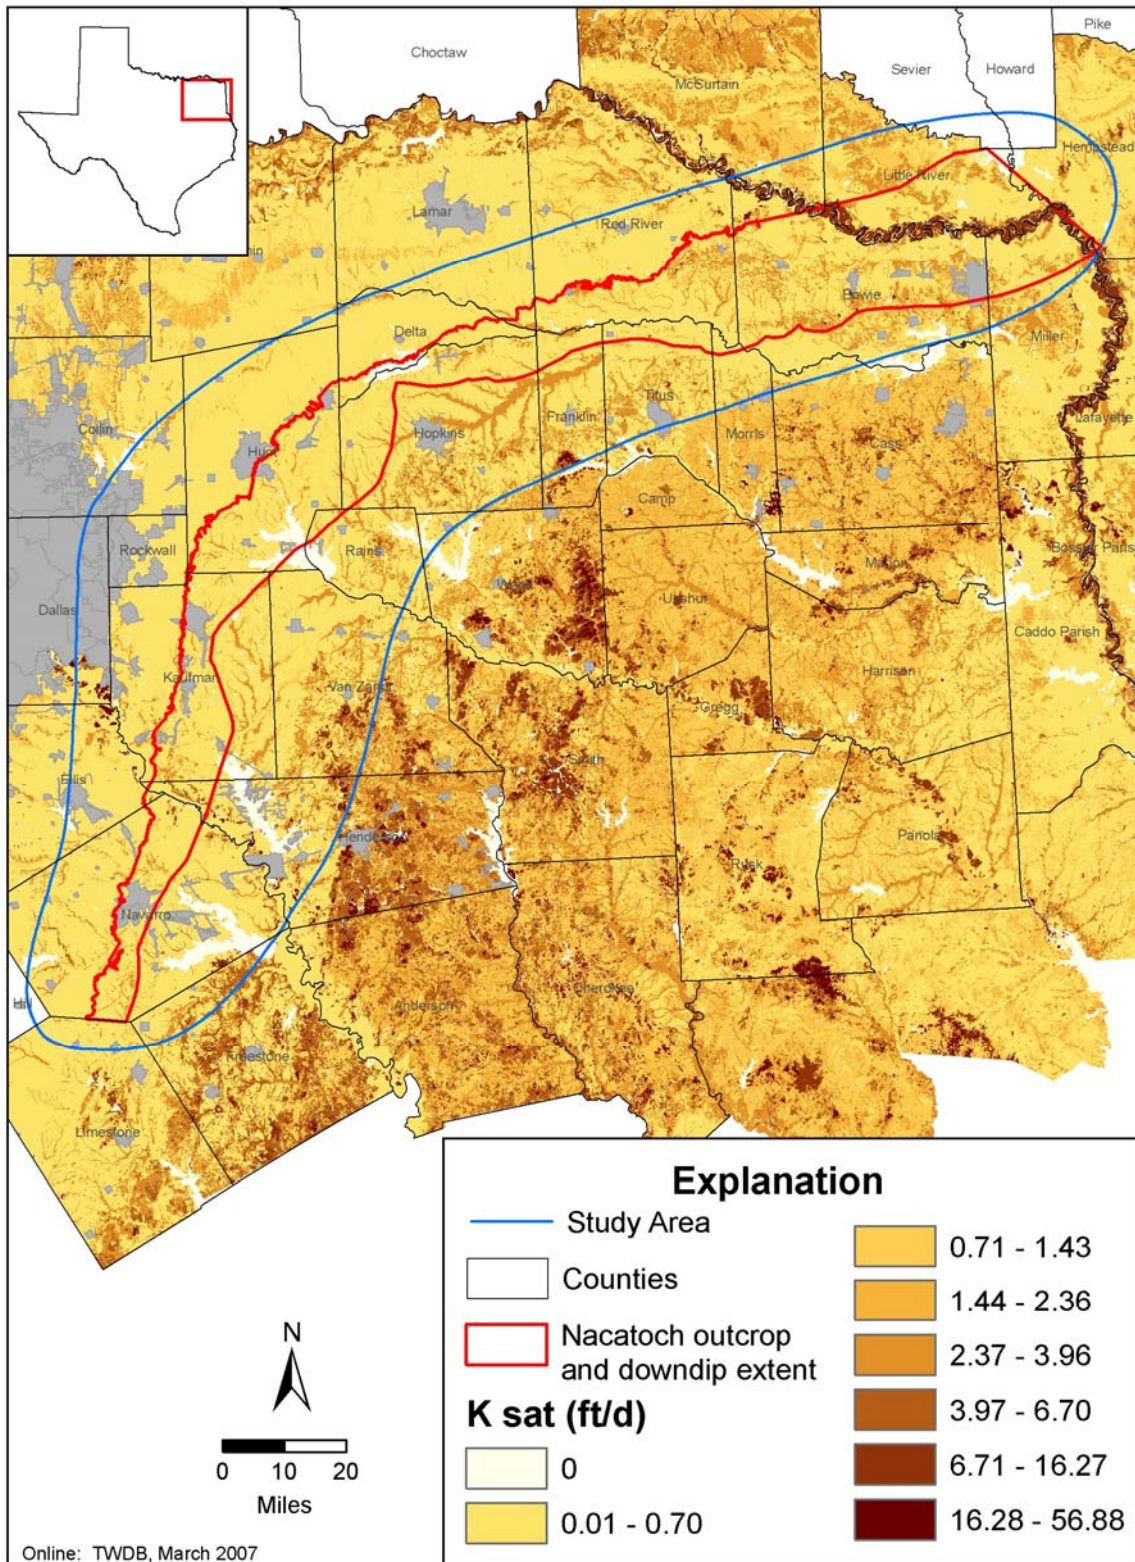 Choctaw
Pike
McCurtain
Sevier
Howard
Hempstead
Little River
Lamar
Red River
Bowie
Delta
Miller
Lafayette
Collin
Hunt
Hopkins
Franklin
Titus
Morris
Cass
Camp
Rockwall
Rains
Wood
Upshur
Marion
Bossier Paris
Dallas
Caddo Parish
Kaufman
Van Zandt
Harrison
Gregg
Ellis
Smith
Henderson
Rusk
Panola
Navarro
Hill
Anderson
Cherokee
Limestone
Explanation
Study Area
Counties
Nacatoch outcrop
and downdip extent
K sat (ft/d)
0
0.01 - 0.70
0.71 - 1.43
1.44 - 2.36
2.37 - 3.96
3.97 - 6.70
6.71 - 16.27
16.28 - 56.88
N
0 10 20
Miles
Online: TWDB, March 2007